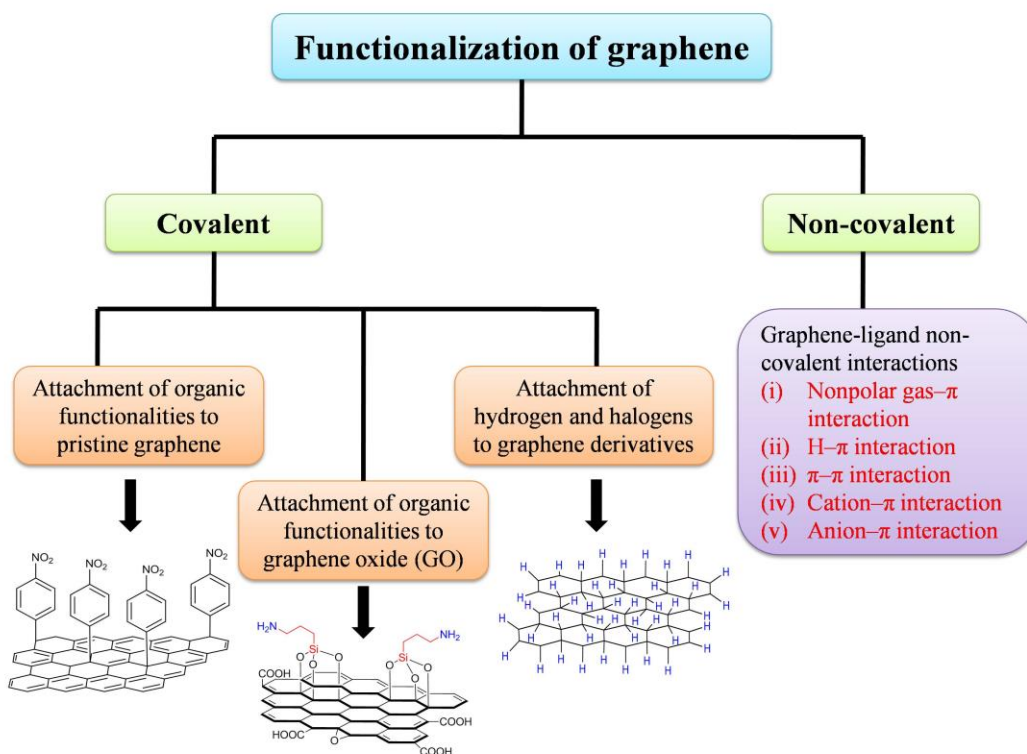 Functionalization of graphene
Covalent
Non-covalent
Attachment of organic
functionalities to
pristine graphene
Attachment of organic
functionalities to
graphene oxide (GO)
Attachment of
hydrogen and halogens
to graphene derivatives
Graphene-ligand non-
covalent interactions
(i) Nonpolar gas–π
interaction
(ii) H–π interaction
(iii) π–π interaction
(iv) Cation–π interaction
(v) Anion–π interaction
NO₂
NO₂
NO₂
NO₂
H₂N
NH₂
Si
Si
O
O
O
O
O
O
COOH
COOH
HOOC
O
COOH
H H H H
H H
H H H H
H H H H
H H H H
H H H H
H H
H H H H